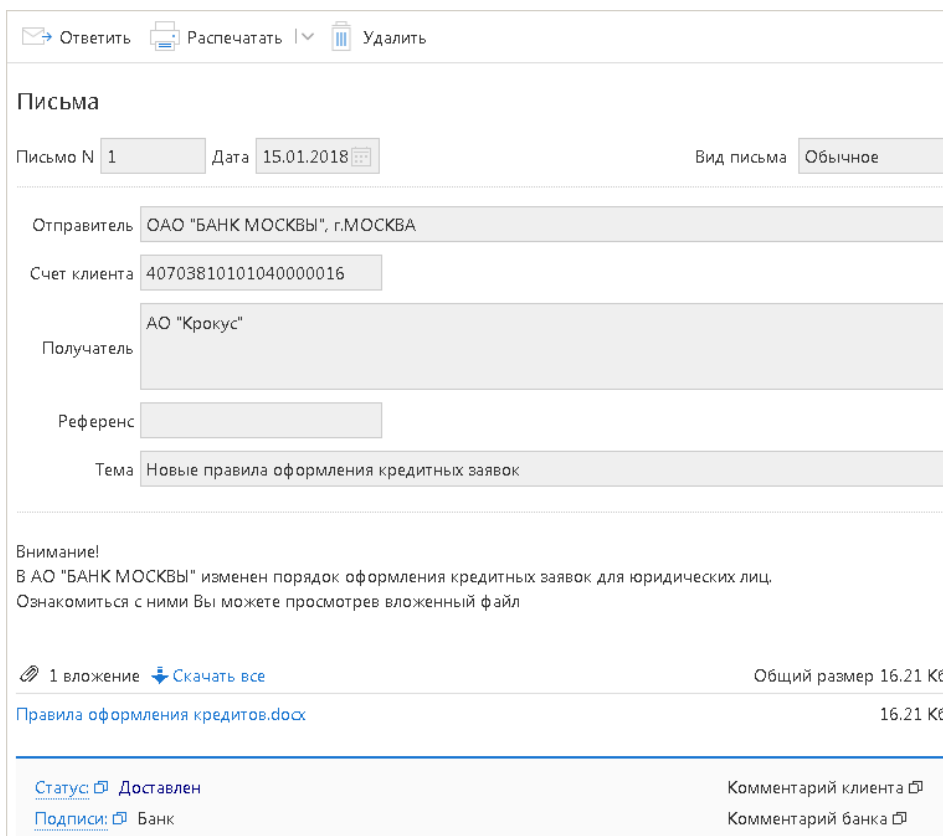 Ответить Распечатать Удалить
Письма
Письмо N 1 Дата 15.01.2018 Вид письма Обычное
Отправитель ОАО "БАНК МОСКВЫ", г.МОСКВА
Счет клиента 40703810101040000016
АО "Крокус"
Получатель
Референс
Тема Новые правила оформления кредитных заявок
Внимание!
В АО "БАНК МОСКВЫ" изменен порядок оформления кредитных заявок для юридических лиц.
Ознакомиться с ними Вы можете просмотрев вложенный файл
1 вложение Скачать все Общий размер 16.21 Кб
Правила оформления кредитов.docx 16.21 Кб
Статус: Доставлен Комментарий клиента
Подписи: Банк Комментарий банка